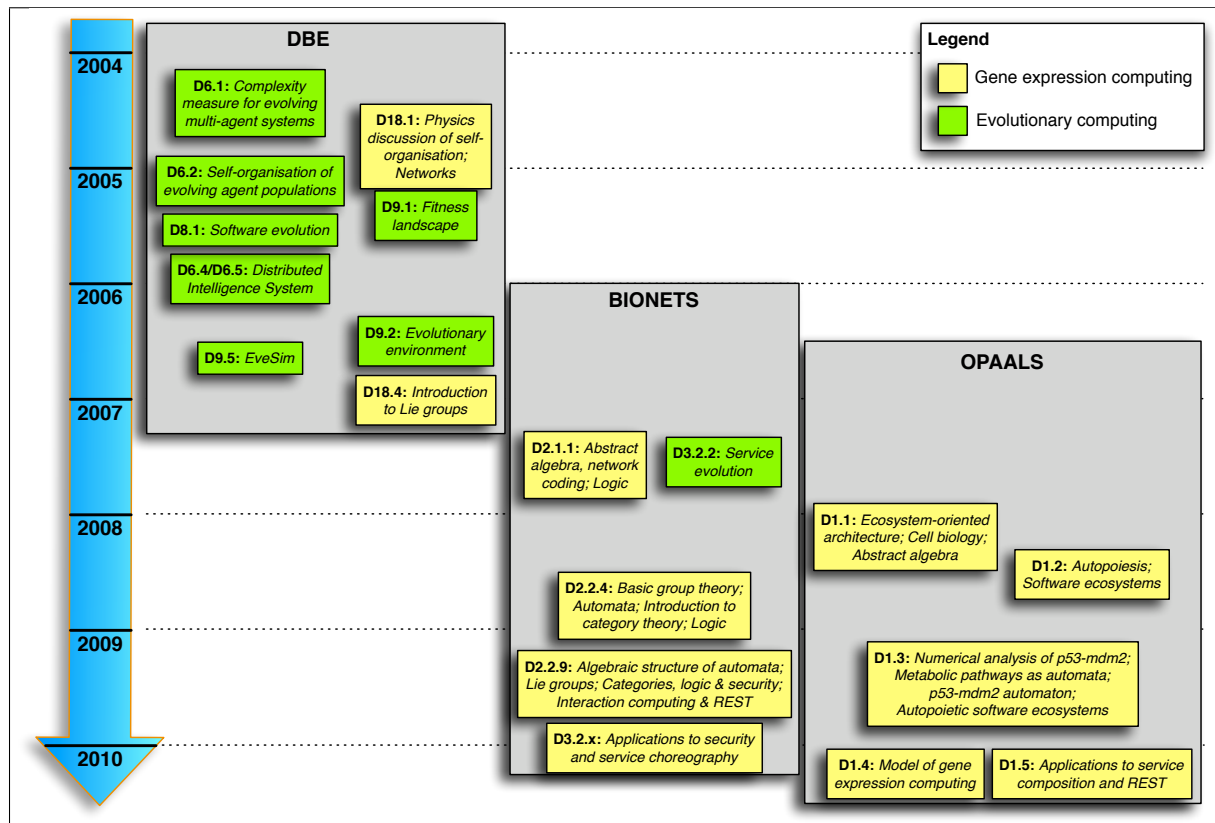 DBE
Legend
Gene expression computing
Evolutionary computing
2004
2005
2006
2007
2008
2009
2010
D6.1: Complexity
measure for evolving
multi-agent systems
D18.1: Physics
discussion of self-
organisation;
Networks
D6.2: Self-organisation of
evolving agent populations
D9.1: Fitness
landscape
D8.1: Software evolution
D6.4/D6.5: Distributed
Intelligence System
D9.2: Evolutionary
environment
D9.5: EveSim
D18.4: Introduction
to Lie groups
BIONETS
D2.1.1: Abstract
algebra, network
coding; Logic
D3.2.2: Service
evolution
D2.2.4: Basic group theory;
Automata; Introduction to
category theory; Logic
D2.2.9: Algebraic structure of automata;
Lie groups; Categories, logic & security;
Interaction computing & REST
D3.2.x: Applications to security
and service choreography
OPAALS
D1.1: Ecosystem-oriented
architecture; Cell biology;
Abstract algebra
D1.2: Autopoiesis;
Software ecosystems
D1.3: Numerical analysis of p53-mdm2;
Metabolic pathways as automata;
p53-mdm2 automaton;
Autopoietic software ecosystems
D1.4: Model of gene
expression computing
D1.5: Applications to service
composition and REST